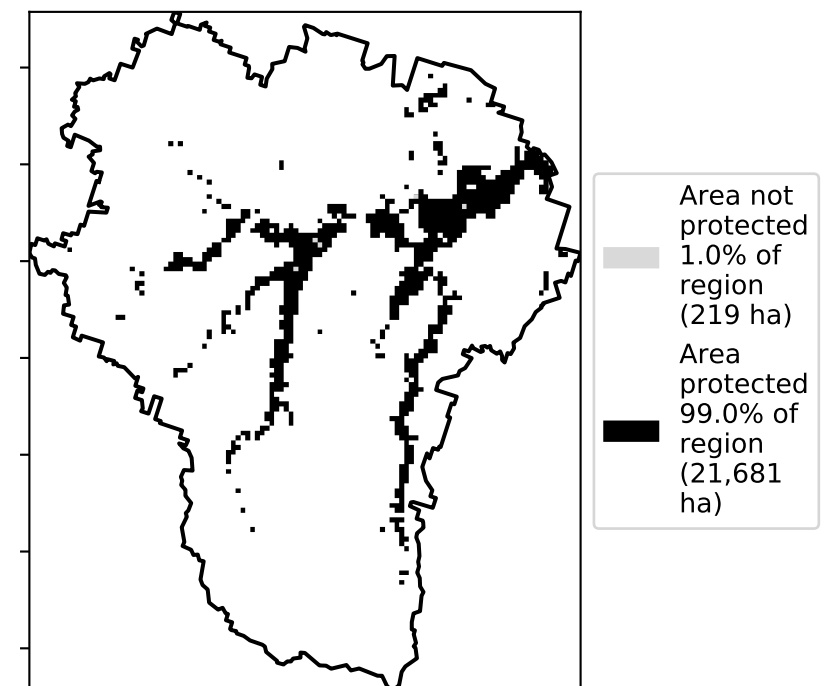 Area not
protected
1.0% of
region
(219 ha)
Area
protected
99.0% of
region
(21,681
ha)